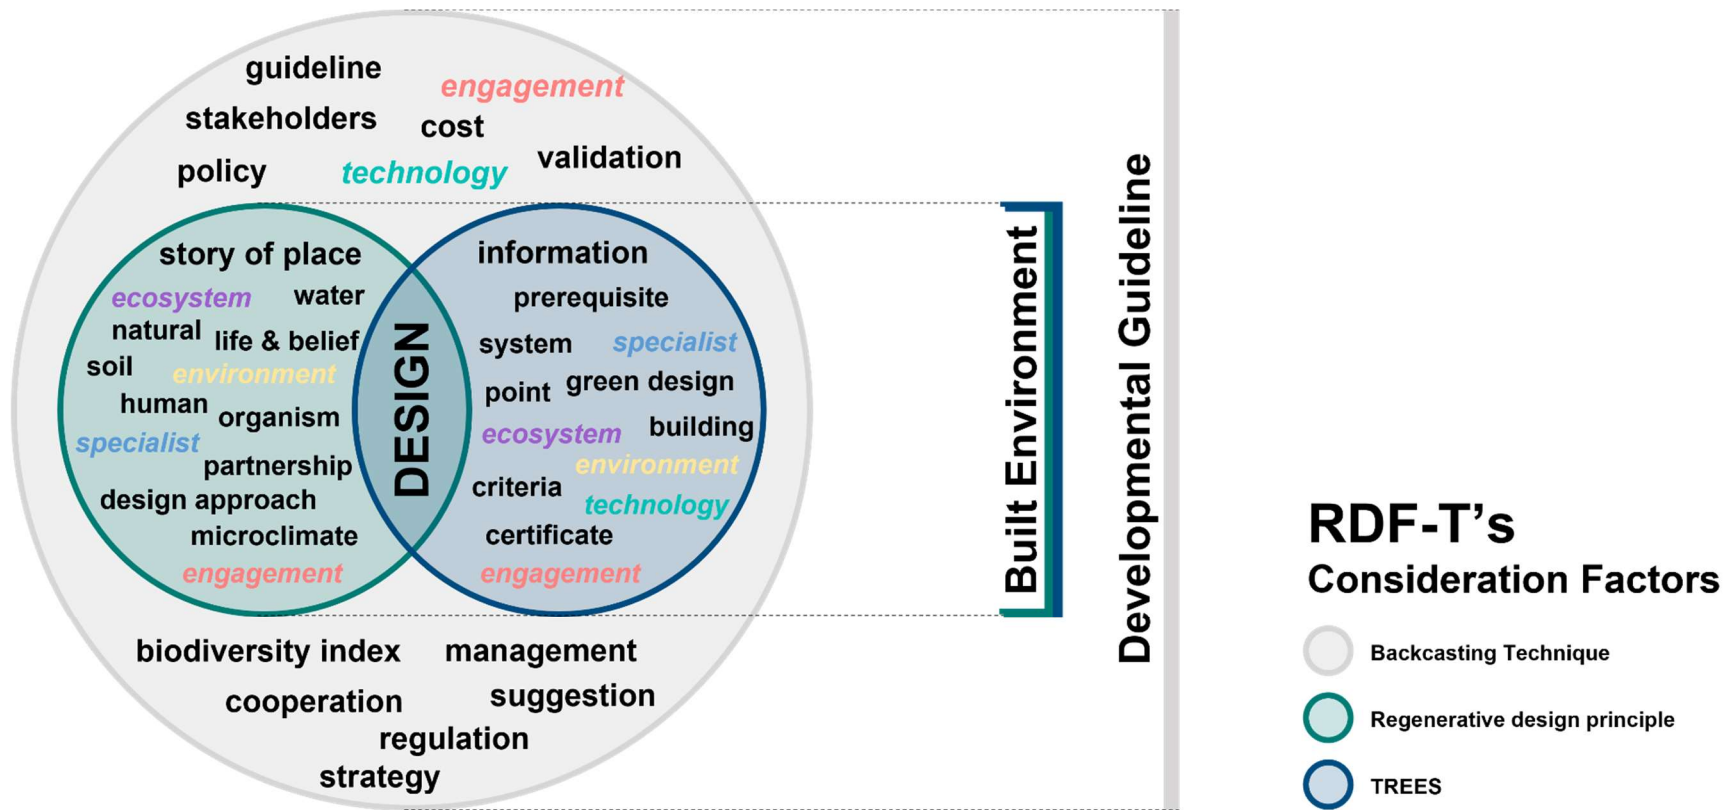 guideline
engagement
stakeholders
cost
policy
technology
validation
story of place
ecosystem
water
natural
life & belief
soil
environment
human
organism
specialist
partnership
design approach
microclimate
engagement
DESIGN
information
prerequisite
system
specialist
point
green design
ecosystem
building
environment
criteria
technology
certificate
engagement
biodiversity index
management
cooperation
suggestion
regulation
strategy
Built Environment
Developmental Guideline
RDF-T’s
Consideration Factors
Backcasting Technique
Regenerative design principle
TREES